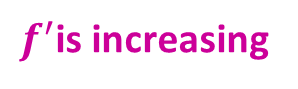 f′ is increasing